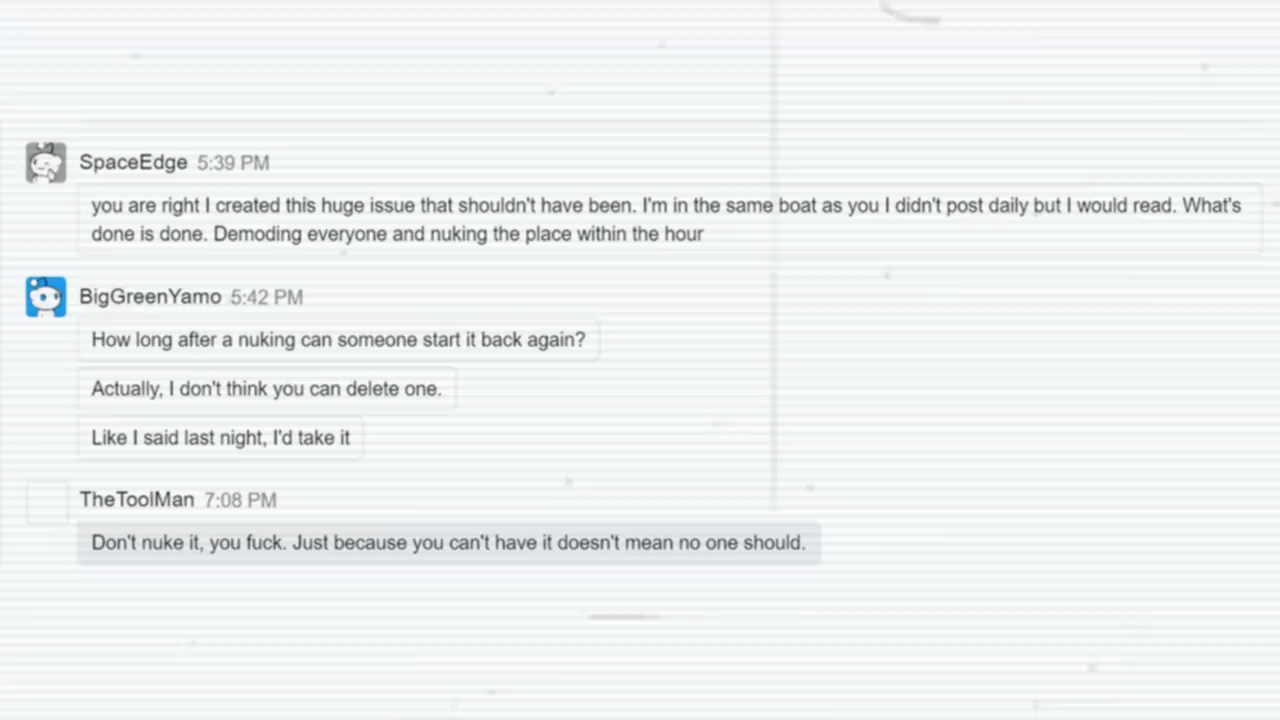 SpaceEdge 5:39 PM
you are right I created this huge issue that shouldn't have been. I'm in the same boat as you I didn't post daily but I would read. What's
done is done. Demoding everyone and nuking the place within the hour
BigGreenYamo 5:42 PM
How long after a nuking can someone start it back again?
Actually, I don't think you can delete one.
Like I said last night, I'd take it
TheToolMan 7:08 PM
Don't nuke it, you fuck. Just because you can't have it doesn't mean no one should.